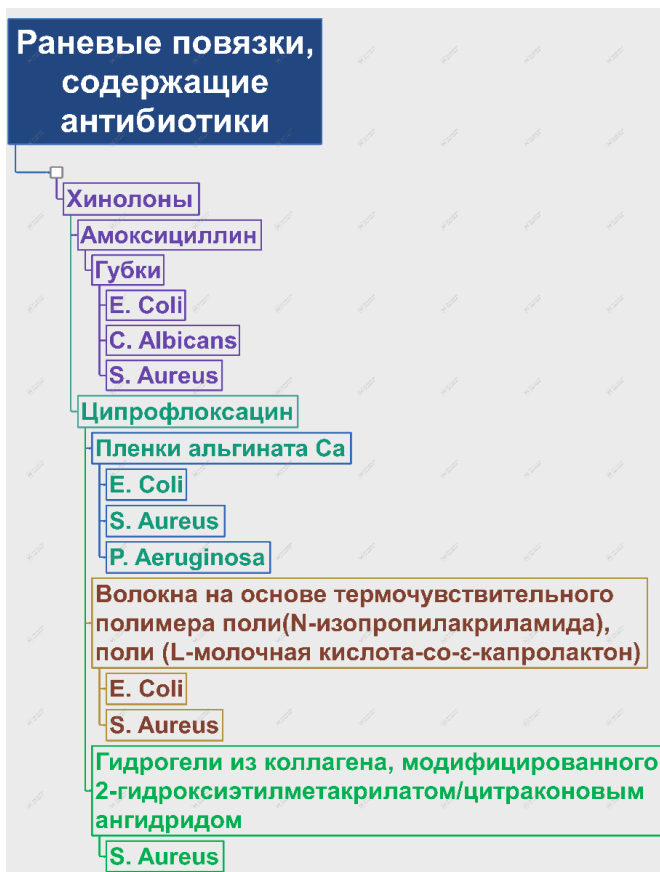 Раневые повязки,
содержащие
антибиотики
Хинолоны
Амоксициллин
Губки
E. Coli
C. Albicans
S. Aureus
Ципрофлоксацин
Пленки альгината Ca
E. Coli
S. Aureus
P. Aeruginosa
Волокна на основе термочувствительного
полимера поли(N-изопропилакриламида),
поли (L-молочная кислота-со-ε-капролактон)
E. Coli
S. Aureus
Гидрогели из коллагена, модифицированного
2-гидроксиэтилметакрилатом/цитраконовым
ангидридом
S. Aureus